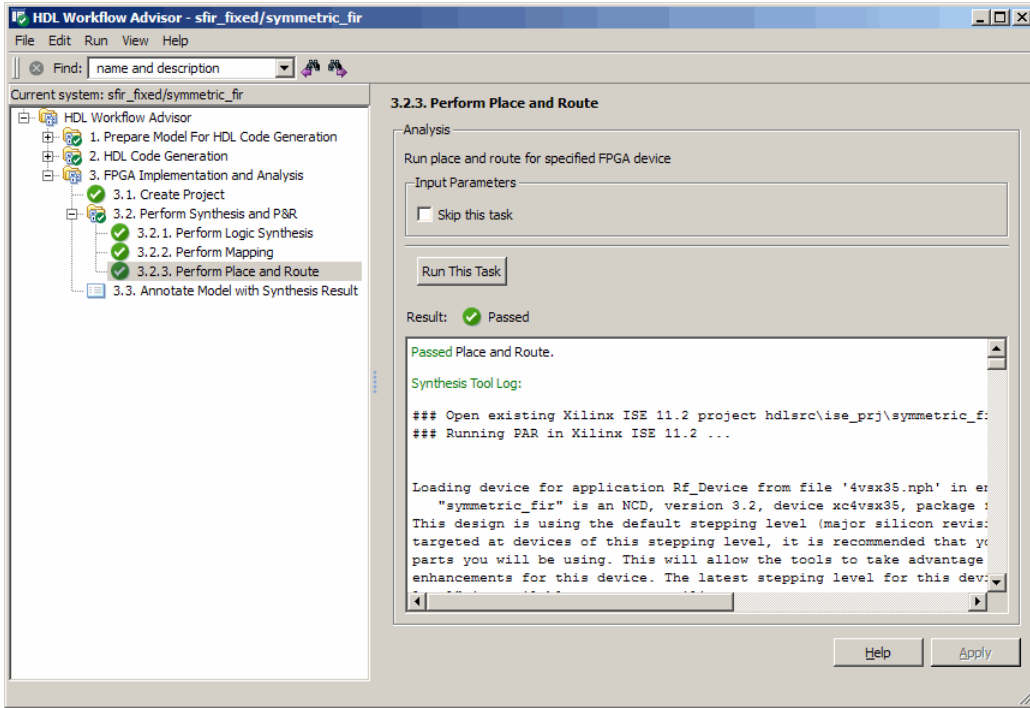 HDL Workflow Advisor - sfir_fixed/symmetric_fir
File Edit Run View Help
Find: name and description
Current system: sfir_fixed/symmetric_fir
HDL Workflow Advisor
1. Prepare Model For HDL Code Generation
2. HDL Code Generation
3. FPGA Implementation and Analysis
3.1. Create Project
3.2. Perform Synthesis and P&R
3.2.1. Perform Logic Synthesis
3.2.2. Perform Mapping
3.2.3. Perform Place and Route
3.3. Annotate Model with Synthesis Result
3.2.3. Perform Place and Route
Analysis
Run place and route for specified FPGA device
Input Parameters
Skip this task
Run This Task
Result: Passed
Passed Place and Route.
Synthesis Tool Log:
### Open existing Xilinx ISE 11.2 project hdlsrc\ise_prj\symmetric_f
### Running PAR in Xilinx ISE 11.2 ...
Loading device for application Rf_Device from file '4vsx35.nph' in
"symmetric_fir" is an NCD, version 3.2, device xc4vsx35, package
This design is using the default stepping level (major silicon
targeted at devices of this stepping level, it is recommended that
parts you will be using. This will allow the tools to take advantage
enhancements for this device. The latest stepping level for this
Help
Apply